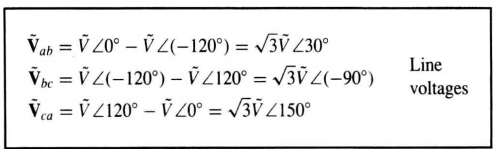 Ṽab = Ṽ∠0° − Ṽ∠(−120°) = √3Ṽ∠30°
Ṽbc = Ṽ∠(−120°) − Ṽ∠120° = √3Ṽ∠(−90°)
Ṽca = Ṽ∠120° − Ṽ∠0° = √3Ṽ∠150°
Line
voltages